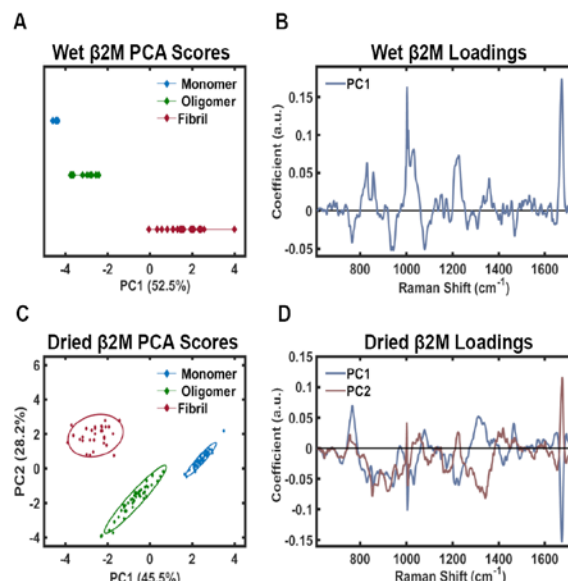 A
Wet β2M PCA Scores
Monomer
Oligomer
Fibril
-4 -2 0 2 4
PC1 (52.5%)
B
Wet β2M Loadings
PC1
Coefficient (a.u.)
0.15
0.1
0.05
0
-0.05
800 1000 1200 1400 1600
Raman Shift (cm-1)
C
Dried β2M PCA Scores
Monomer
Oligomer
Fibril
PC2 (28.2%)
6
4
2
0
-2
-4
-4 -2 0 2 4
PC1 (45.5%)
D
Dried β2M Loadings
PC1
PC2
Coefficient (a.u.)
0.15
0.1
0.05
0
-0.05
-0.1
-0.15
800 1000 1200 1400 1600
Raman Shift (cm-1)